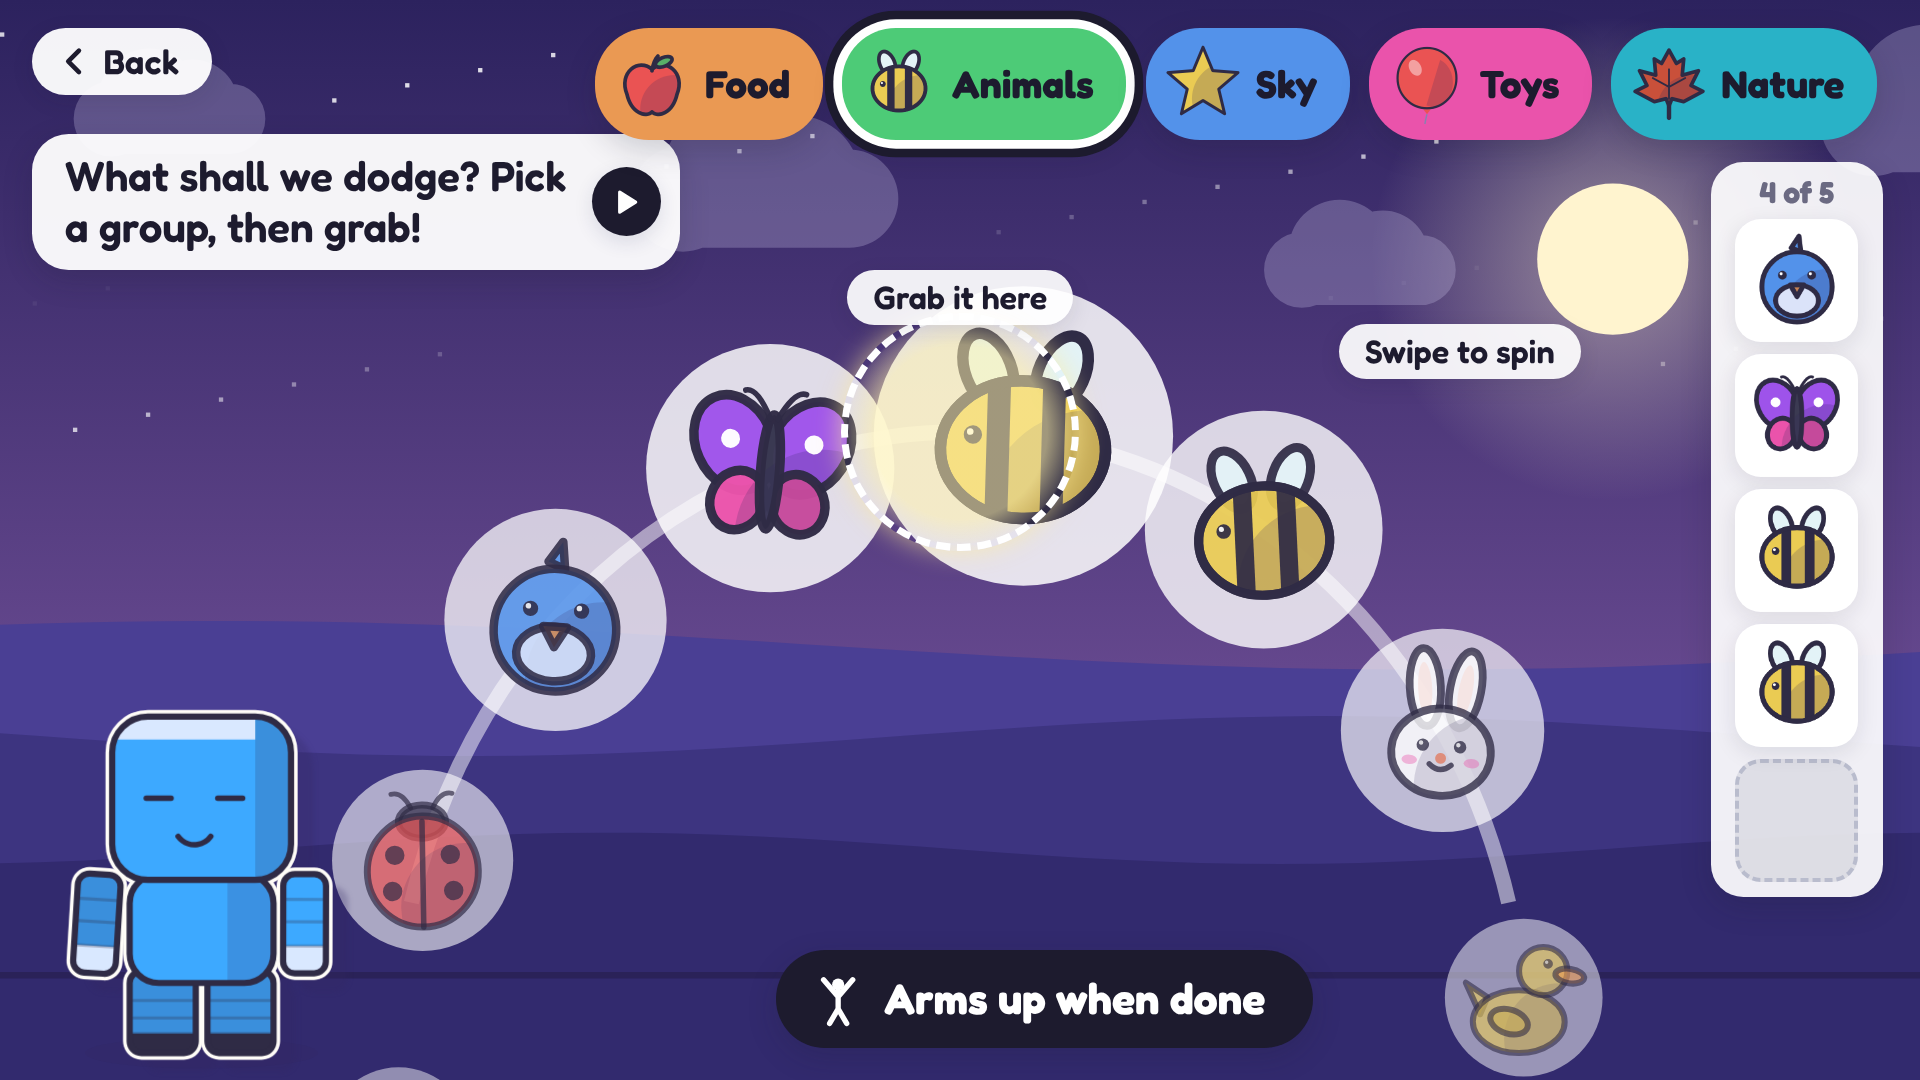 Back
Food
Animals
Sky
Toys
Nature
What shall we dodge? Pick
a group, then grab!
4 of 5
Grab it here
Swipe to spin
Arms up when done